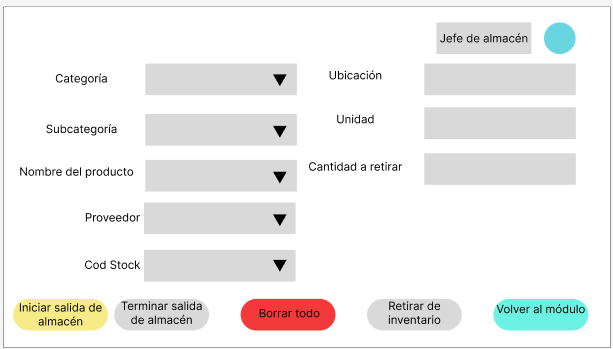 Jefe de almacén
Categoría
Ubicación
Subcategoría
Unidad
Nombre del producto
Cantidad a retirar
Proveedor
Cod Stock
Iniciar salida de
almacén
Terminar salida
de almacén
Borrar todo
Retirar de
inventario
Volver al módulo